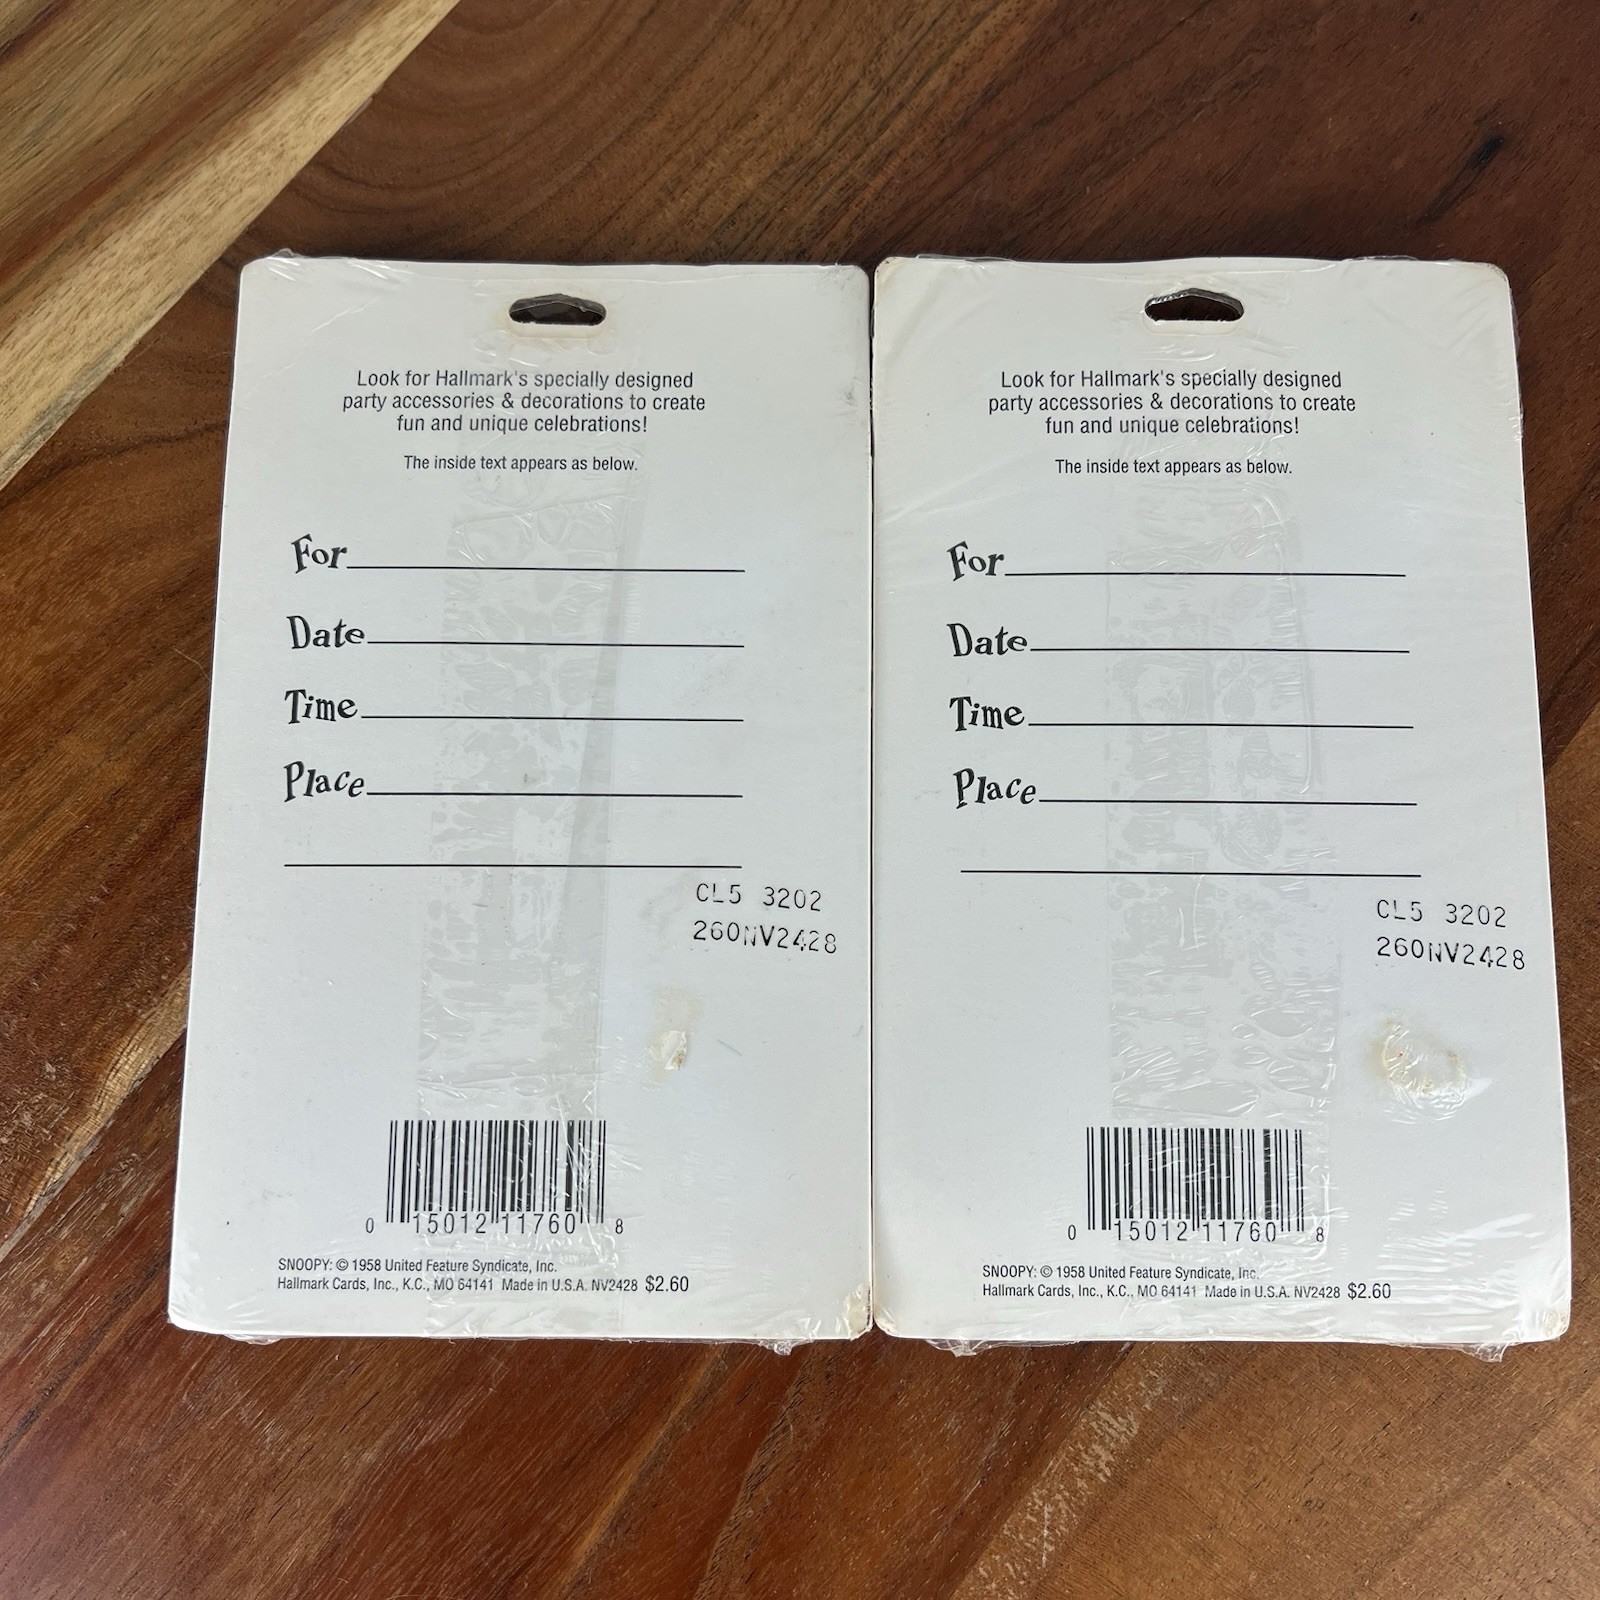 Look for Hallmark's specially designed
party accessories & decorations to create
fun and unique celebrations!
The inside text appears as below.
For
Date
Time
Place
CL5 3202
260NV2428
0 15012 11760 8
SNOOPY: © 1958 United Feature Syndicate, Inc.
Hallmark Cards, Inc., K.C., MO 64141 Made in U.S.A. NV2428 $2.60
Look for Hallmark's specially designed
party accessories & decorations to create
fun and unique celebrations!
The inside text appears as below.
For
Date
Time
Place
CL5 3202
260NV2428
0 15012 11760 8
SNOOPY: © 1958 United Feature Syndicate, Inc.
Hallmark Cards, Inc., K.C., MO 64141 Made in U.S.A. NV2428 $2.60